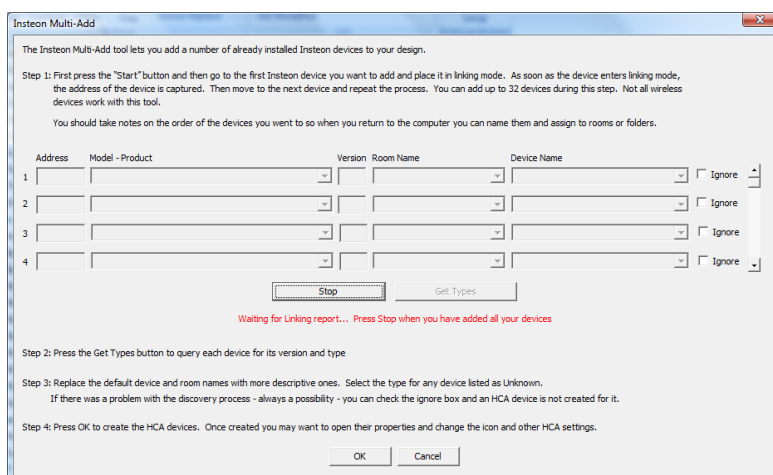 Insteon Multi-Add
The Insteon Multi-Add tool lets you add a number of already installed Insteon devices to your design.
Step 1: First press the "Start" button and then go to the first Insteon device you want to add and place it in linking mode. As soon as the device enters linking mode,
the address of the device is captured. Then move to the next device and repeat the process. You can add up to 32 devices during this step. Not all wireless
devices work with this tool.
You should take notes on the order of the devices you went to so when you return to the computer you can name them and assign to rooms or folders.
Address Model - Product Version Room Name Device Name
1 Ignore
2 Ignore
3 Ignore
4 Ignore
Stop Get Types
Waiting for Linking report... Press Stop when you have added all your devices
Step 2: Press the Get Types button to query each device for its version and type
Step 3: Replace the default device and room names with more descriptive ones. Select the type for any device listed as Unknown.
If there was a problem with the discovery process - always a possibility - you can check the ignore box and an HCA device is not created for it.
Step 4: Press OK to create the HCA devices. Once created you may want to open their properties and change the icon and other HCA settings.
OK Cancel